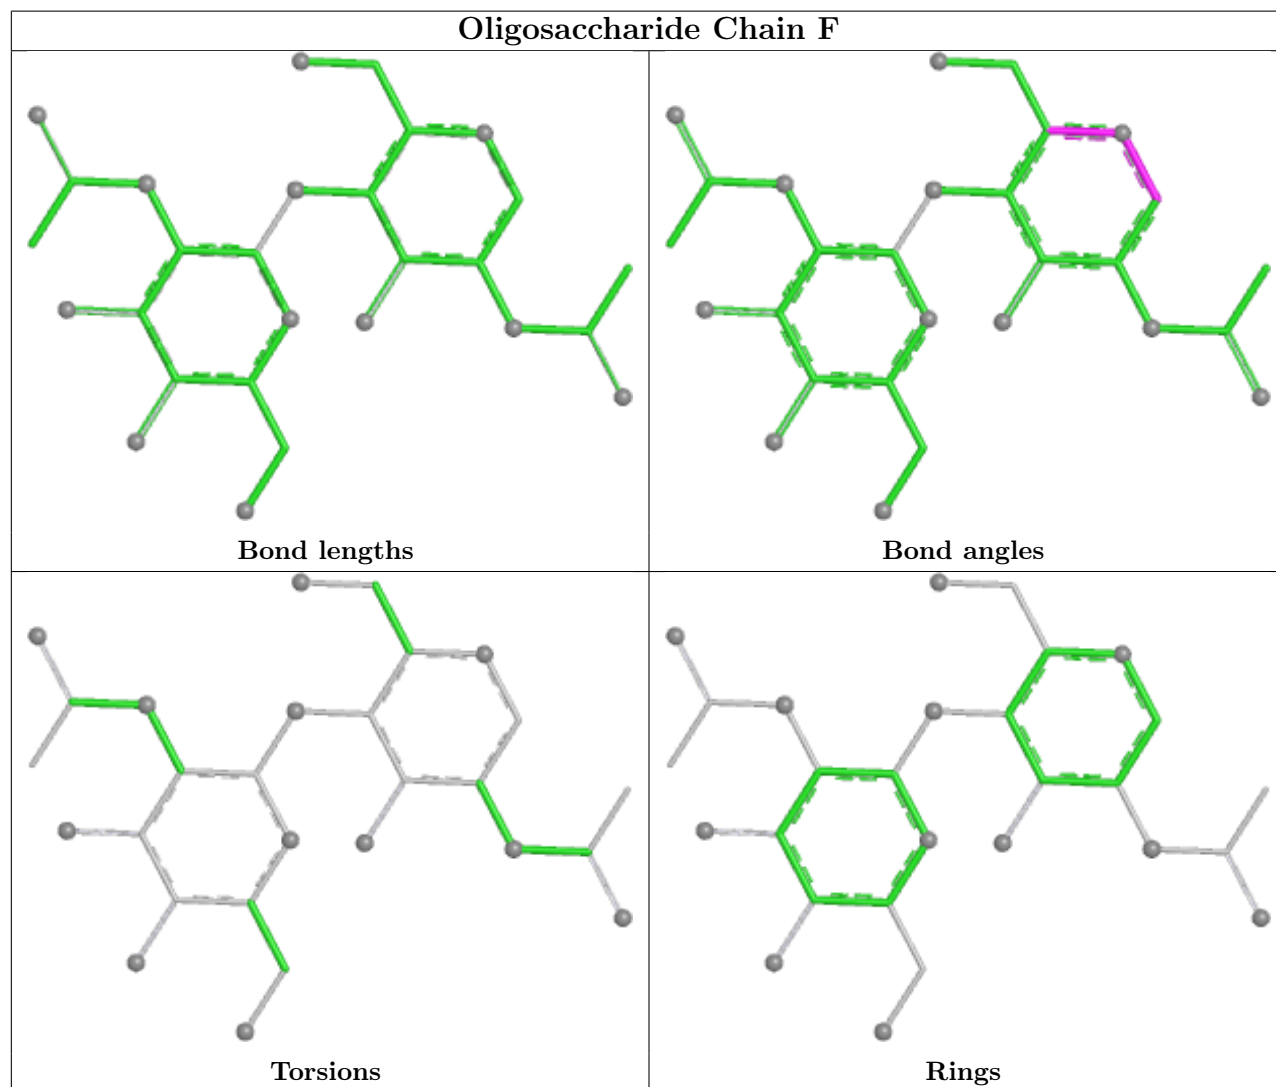 Oligosaccharide Chain F
Bond lengths
Bond angles
Torsions
Rings